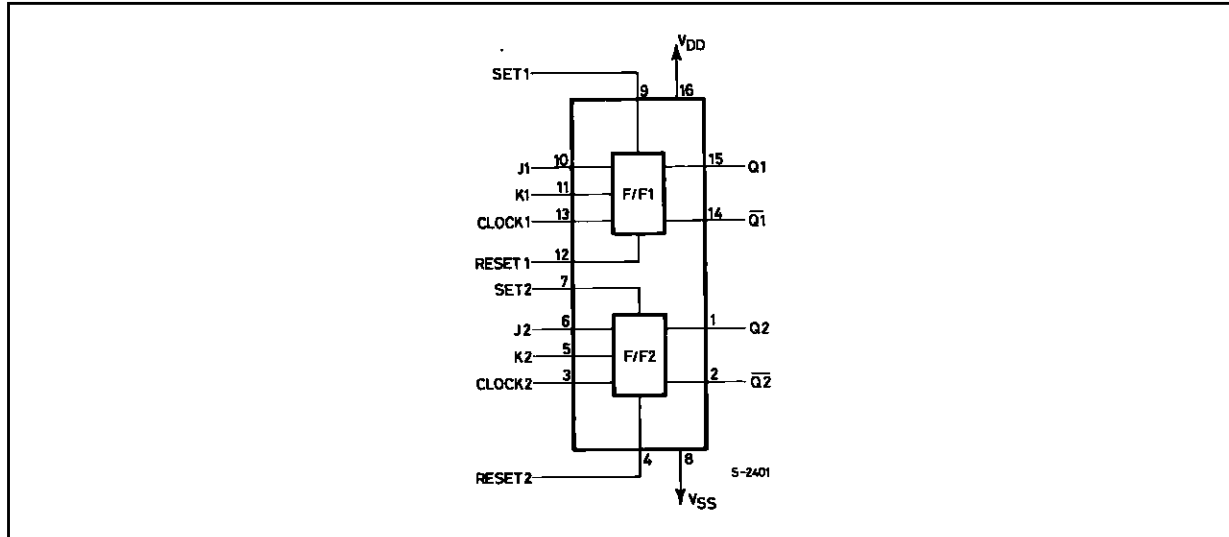 VDD
SET1
9 16
J1 10 15 Q1
K1 11 F/F1
CLOCK1 13 14 Q1
RESET1 12
SET2 7
J2 6 1 Q2
K2 5 F/F2
CLOCK2 3 2 Q2
4 8
RESET2 S-2401
VSS